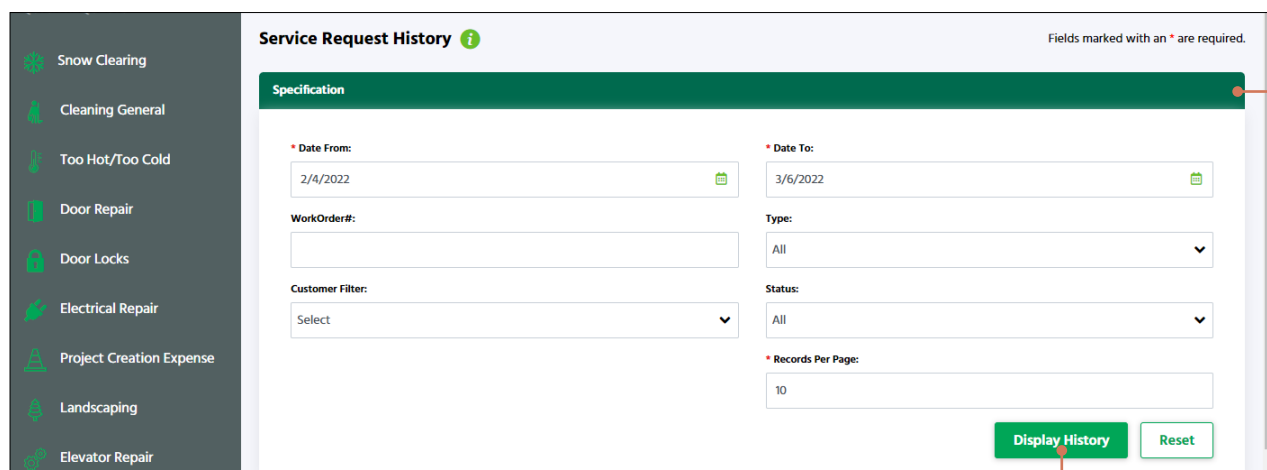 Snow Clearing
Cleaning General
Too Hot/Too Cold
Door Repair
Door Locks
Electrical Repair
Project Creation Expense
Landscaping
Elevator Repair
Service Request History i
Fields marked with an * are required.
Specification
* Date From:
2/4/2022
* Date To:
3/6/2022
WorkOrder#:
Type:
All
Customer Filter:
Select
Status:
All
* Records Per Page:
10
Display History
Reset